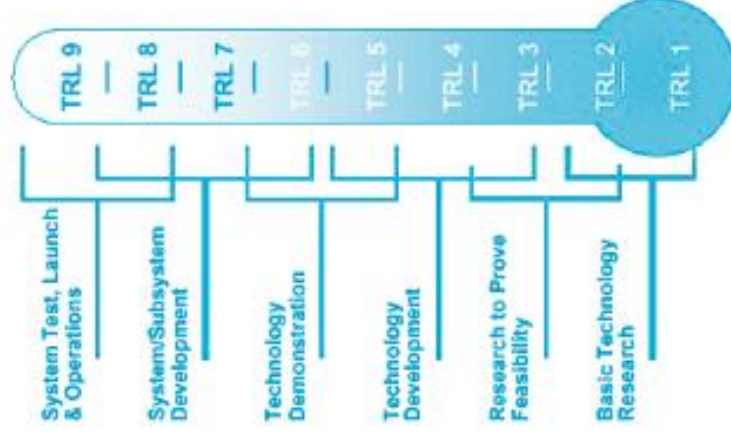 System Test, Launch
& Operations
System/Subsystem
Development
Technology
Demonstration
Technology
Development
Research to Prove
Feasibility
Basic Technology
Research
TRL 9
TRL 8
TRL 7
TRL 6
TRL 5
TRL 4
TRL 3
TRL 2
TRL 1